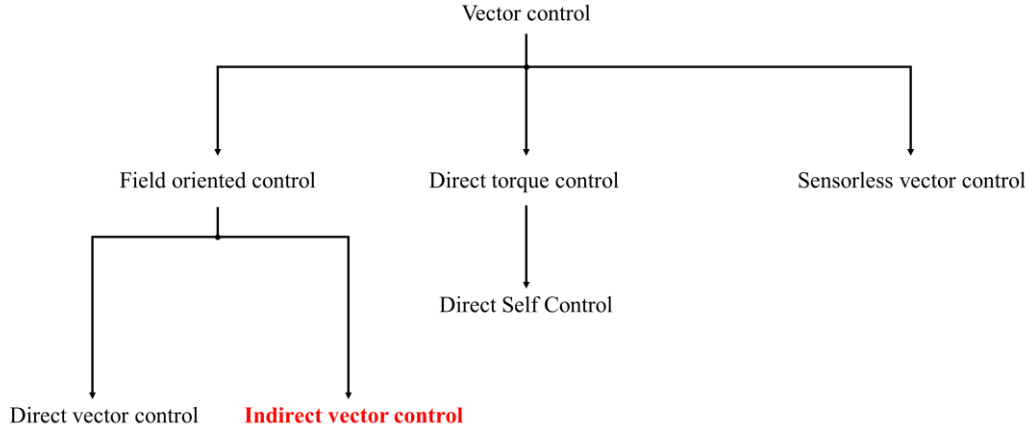 Vector control
Field oriented control
Direct torque control
Sensorless vector control
Direct Self Control
Direct vector control
Indirect vector control